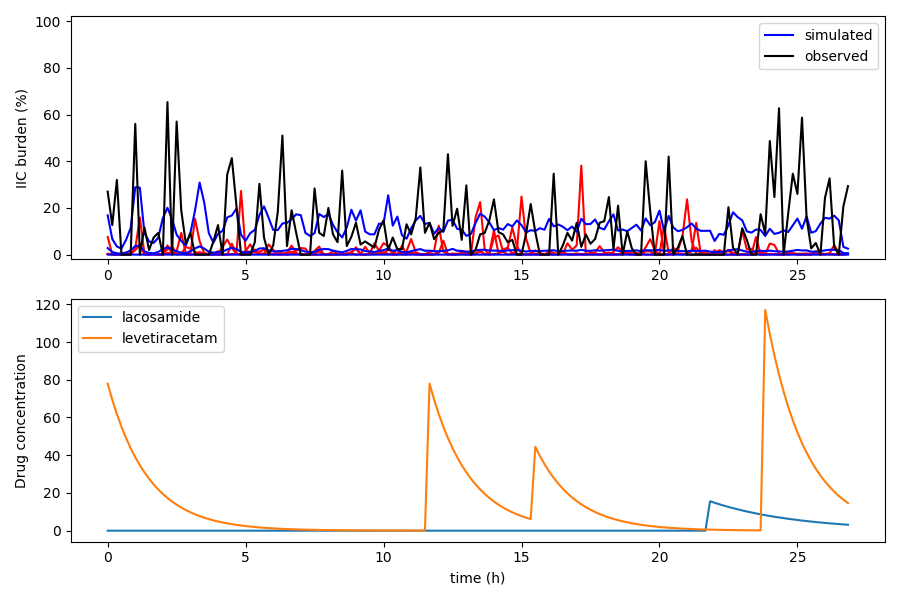 100
80
60
40
20
0
IIC burden (%)
simulated
observed
0 5 10 15 20 25
120
100
80
60
40
20
0
Drug concentration
lacosamide
levetiracetam
0 5 10 15 20 25
time (h)